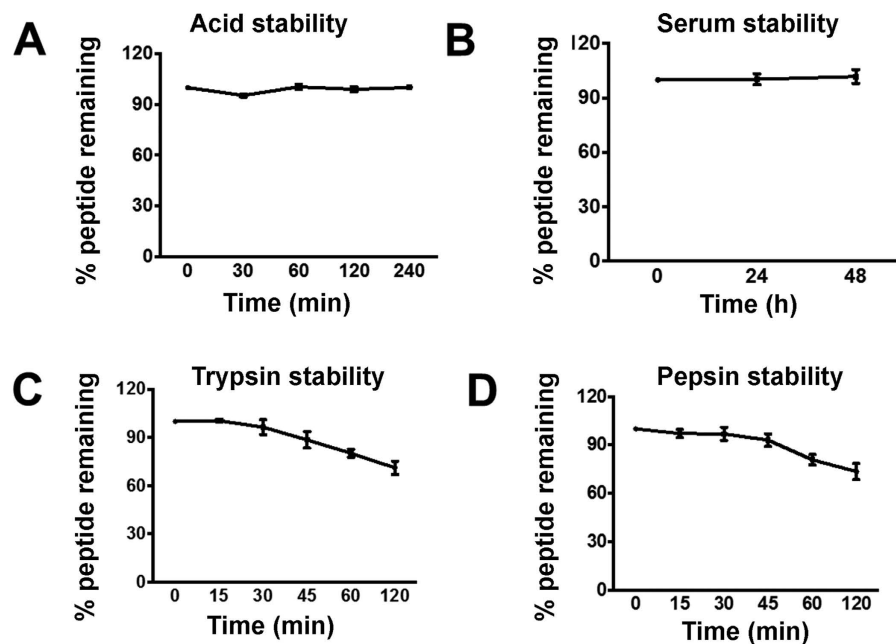 A
Acid stability
% peptide remaining
120
90
60
30
0
0 30 60 120 240
Time (min)
B
Serum stability
% peptide remaining
120
90
60
30
0
0 24 48
Time (h)
C
Trypsin stability
% peptide remaining
120
90
60
30
0
0 15 30 45 60 120
Time (min)
D
Pepsin stability
% peptide remaining
120
90
60
30
0
0 15 30 45 60 120
Time (min)